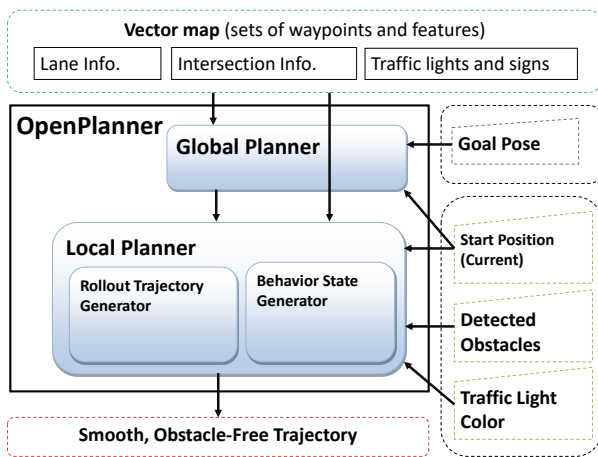 Vector map (sets of waypoints and features)
Lane Info.
Intersection Info.
Traffic lights and signs
OpenPlanner
Global Planner
Goal Pose
Local Planner
Rollout Trajectory
Generator
Behavior State
Generator
Start Position
(Current)
Detected
Obstacles
Traffic Light
Color
Smooth, Obstacle-Free Trajectory